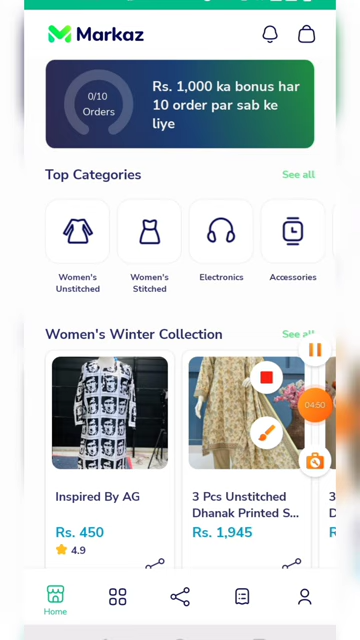 Markaz
0/10
Orders
Rs. 1,000 ka bonus har
10 order par sab ke
liye
Top Categories
See all
Women's
Unstitched
Women's
Stitched
Electronics
Accessories
Women's Winter Collection
See all
04:50
Inspired By AG
Rs. 450
4.9
3 Pcs Unstitched
Dhanak Printed S...
Rs. 1,945
Home